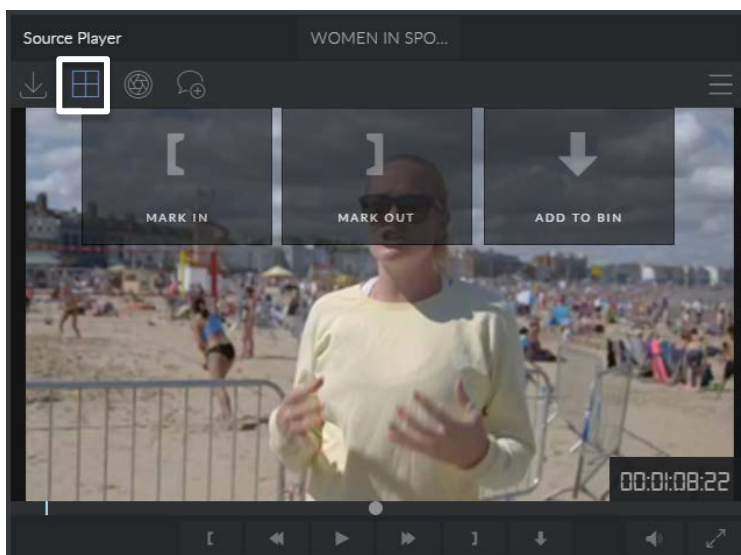 Source Player
WOMEN IN SPO...
MARK IN
MARK OUT
ADD TO BIN
00:01:08:22